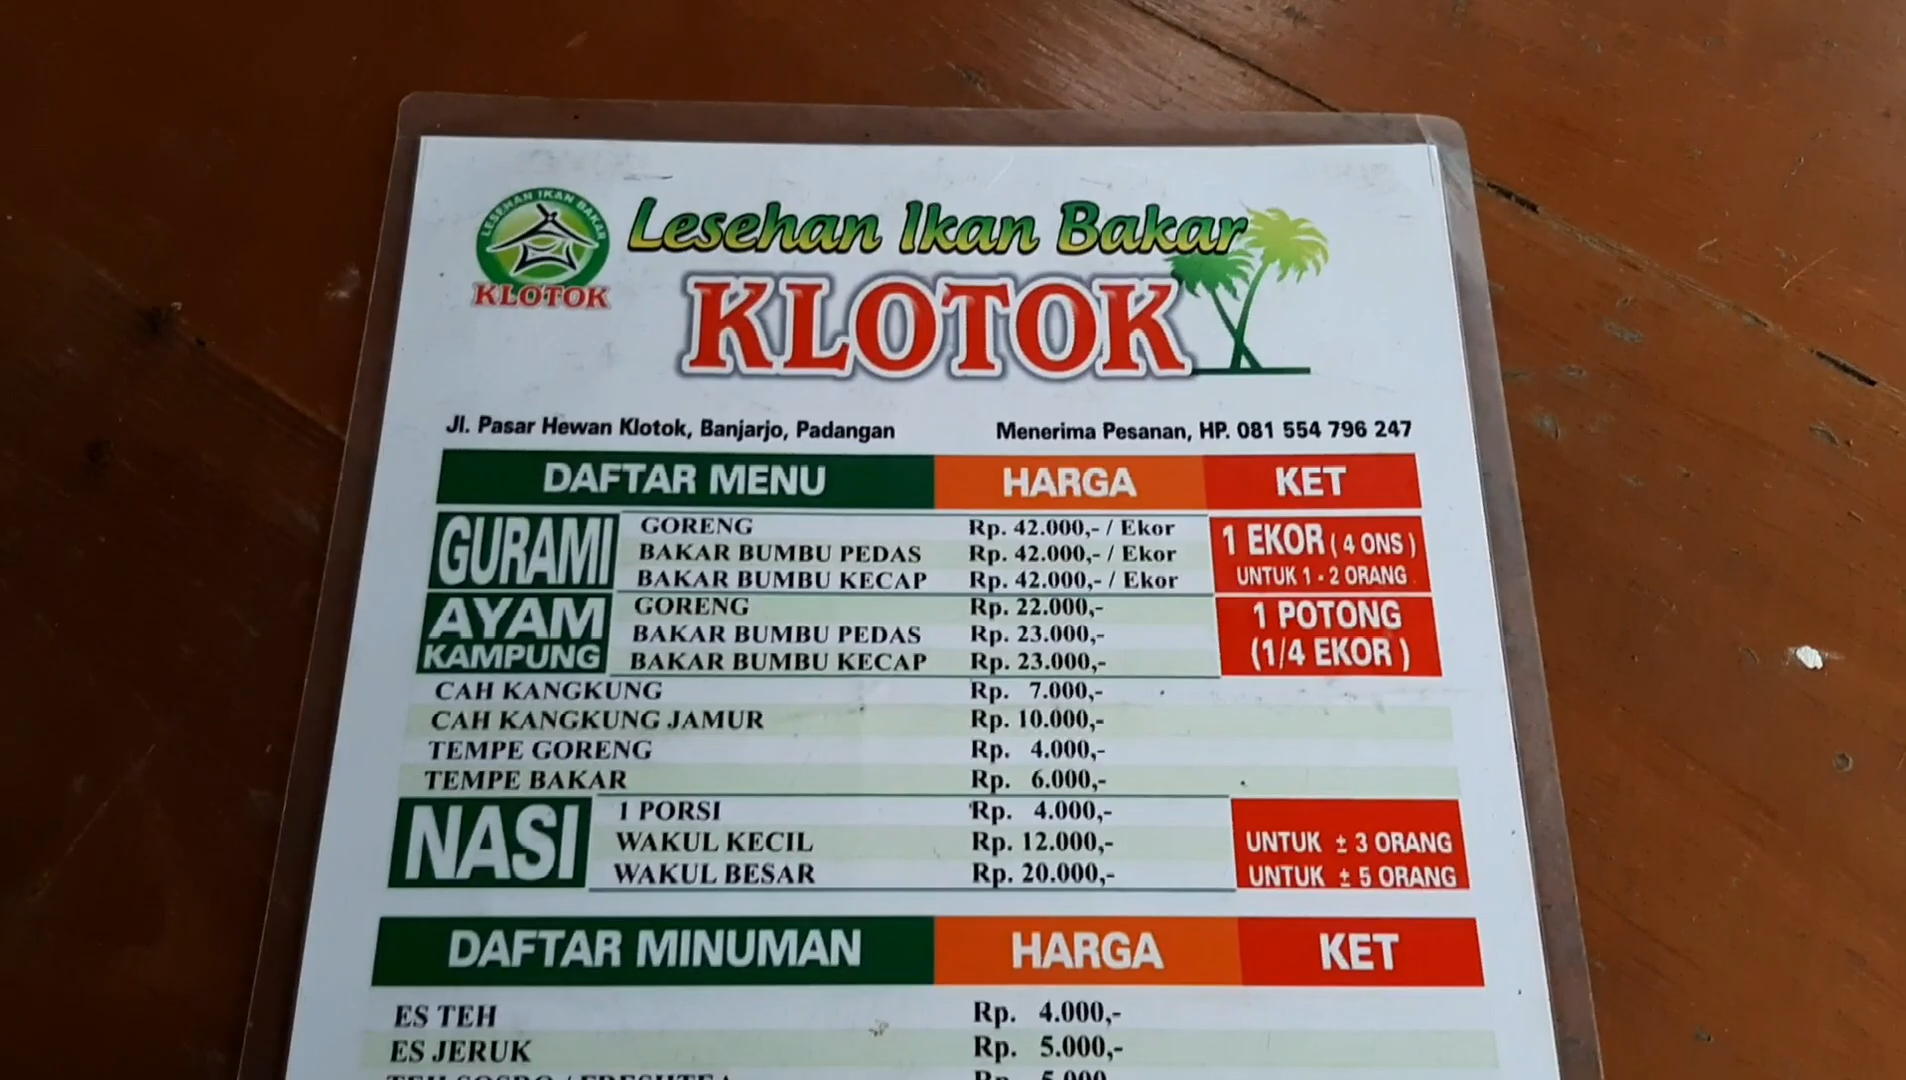 LESEHAN IKAN BAKAR
KLOTOK
Lesehan Ikan Bakar
KLOTOK
Jl. Pasar Hewan Klotok, Banjarjo, Padangan Menerima Pesanan, HP. 081 554 796 247
DAFTAR MENU HARGA KET
GURAMI
GORENG Rp. 42.000,- / Ekor
BAKAR BUMBU PEDAS Rp. 42.000,- / Ekor
BAKAR BUMBU KECAP Rp. 42.000,- / Ekor
1 EKOR ( 4 ONS )
UNTUK 1 - 2 ORANG
AYAM
KAMPUNG
GORENG Rp. 22.000,-
BAKAR BUMBU PEDAS Rp. 23.000,-
BAKAR BUMBU KECAP Rp. 23.000,-
1 POTONG
(1/4 EKOR )
CAH KANGKUNG Rp. 7.000,-
CAH KANGKUNG JAMUR Rp. 10.000,-
TEMPE GORENG Rp. 4.000,-
TEMPE BAKAR Rp. 6.000,-
NASI
1 PORSI Rp. 4.000,-
WAKUL KECIL Rp. 12.000,- UNTUK ± 3 ORANG
WAKUL BESAR Rp. 20.000,- UNTUK ± 5 ORANG
DAFTAR MINUMAN HARGA KET
ES TEH Rp. 4.000,-
ES JERUK Rp. 5.000,-